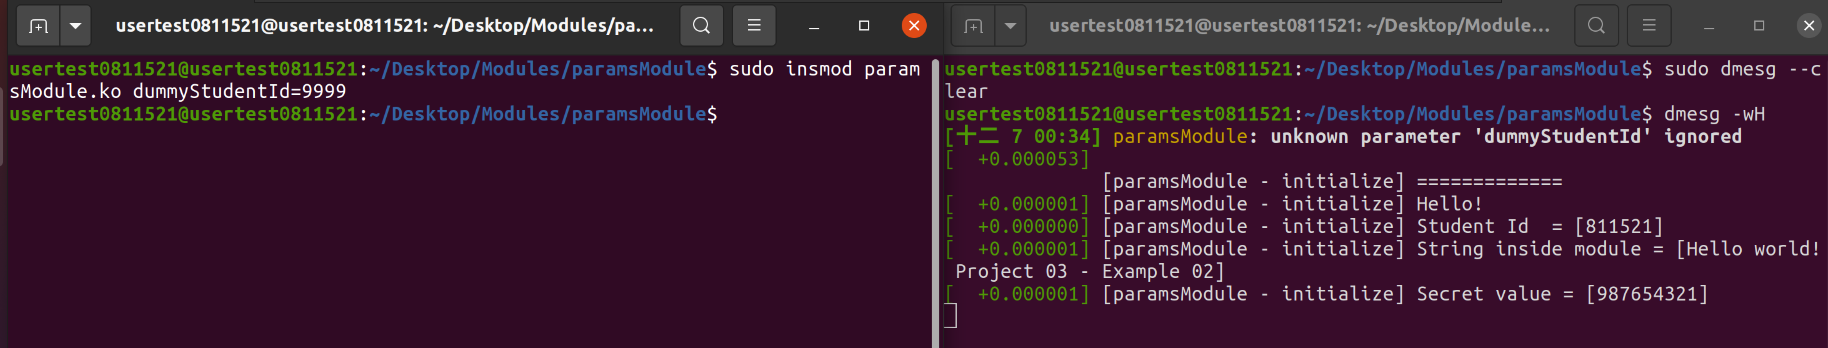 usertest0811521@usertest0811521: ~/Desktop/Modules/pa...
usertest0811521@usertest0811521:~/Desktop/Modules/paramsModule$ sudo insmod param
sModule.ko dummyStudentId=9999
usertest0811521@usertest0811521:~/Desktop/Modules/paramsModule$
usertest0811521@usertest0811521: ~/Desktop/Module...
usertest0811521@usertest0811521:~/Desktop/Modules/paramsModule$ sudo dmesg --c
lear
usertest0811521@usertest0811521:~/Desktop/Modules/paramsModule$ dmesg -wH
[十二 7 00:34] paramsModule: unknown parameter 'dummyStudentId' ignored
[  +0.000053]
[paramsModule - initialize] =============
[  +0.000001] [paramsModule - initialize] Hello!
[  +0.000000] [paramsModule - initialize] Student Id  = [811521]
[  +0.000001] [paramsModule - initialize] String inside module = [Hello world!
Project 03 - Example 02]
[  +0.000001] [paramsModule - initialize] Secret value = [987654321]